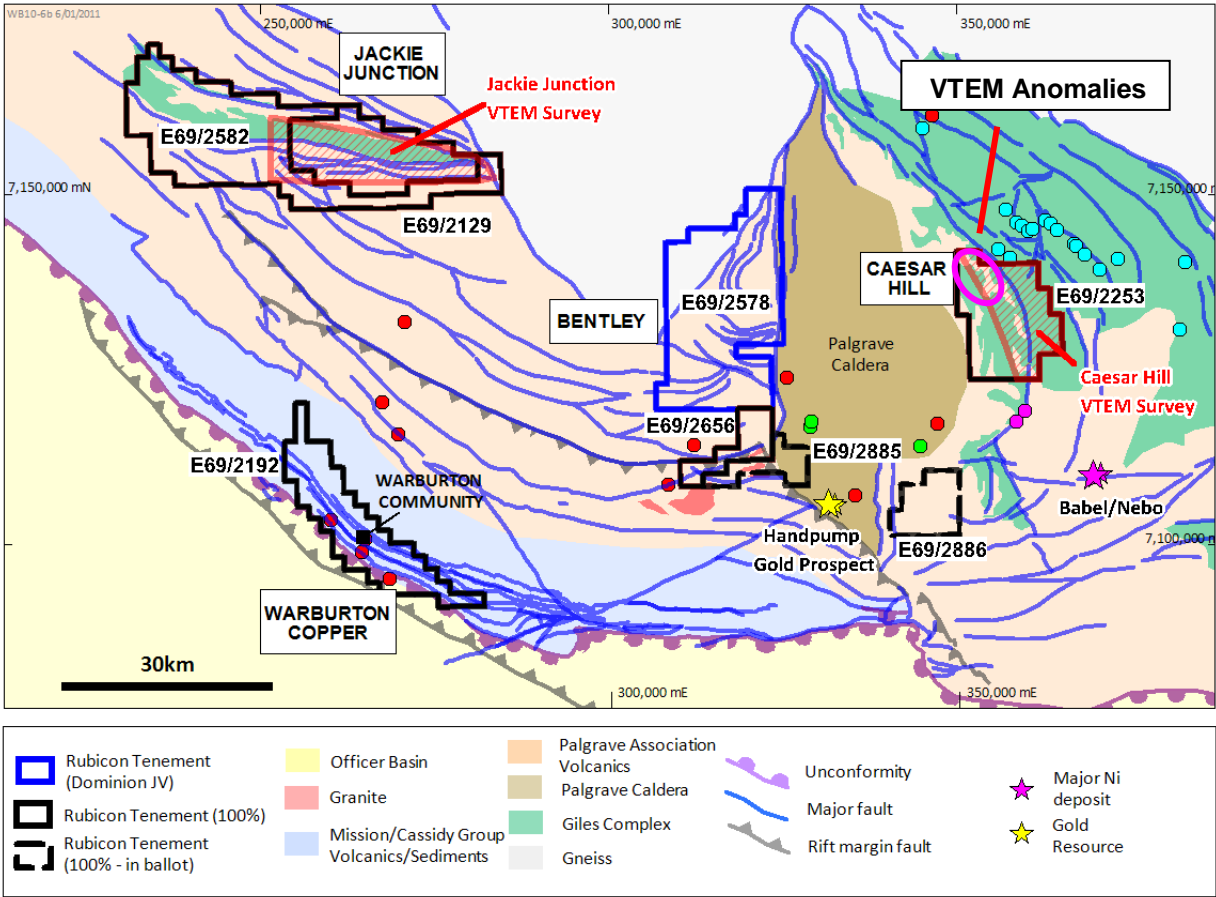 WB10-6b 6/01/2011
250,000 mE
300,000 mE
350,000 mE
JACKIE
JUNCTION
Jackie Junction
VTEM Survey
VTEM Anomalies
E69/2582
7,150,000 mN
7,150,000 m
E69/2129
CAESAR
HILL
E69/2578
E69/2253
BENTLEY
Palgrave
Caldera
Caesar Hill
VTEM Survey
E69/2656
E69/2885
E69/2192
WARBURTON
COMMUNITY
Babel/Nebo
Handpump
Gold Prospect
E69/2886
7,100,000 m
WARBURTON
COPPER
30km
300,000 mE
350,000 mE
Rubicon Tenement
(Dominion JV)
Rubicon Tenement (100%)
Rubicon Tenement
(100% - in ballot)
Officer Basin
Granite
Mission/Cassidy Group
Volcanics/Sediments
Palgrave Association
Volcanics
Palgrave Caldera
Giles Complex
Gneiss
Unconformity
Major fault
Rift margin fault
Major Ni
deposit
Gold
Resource